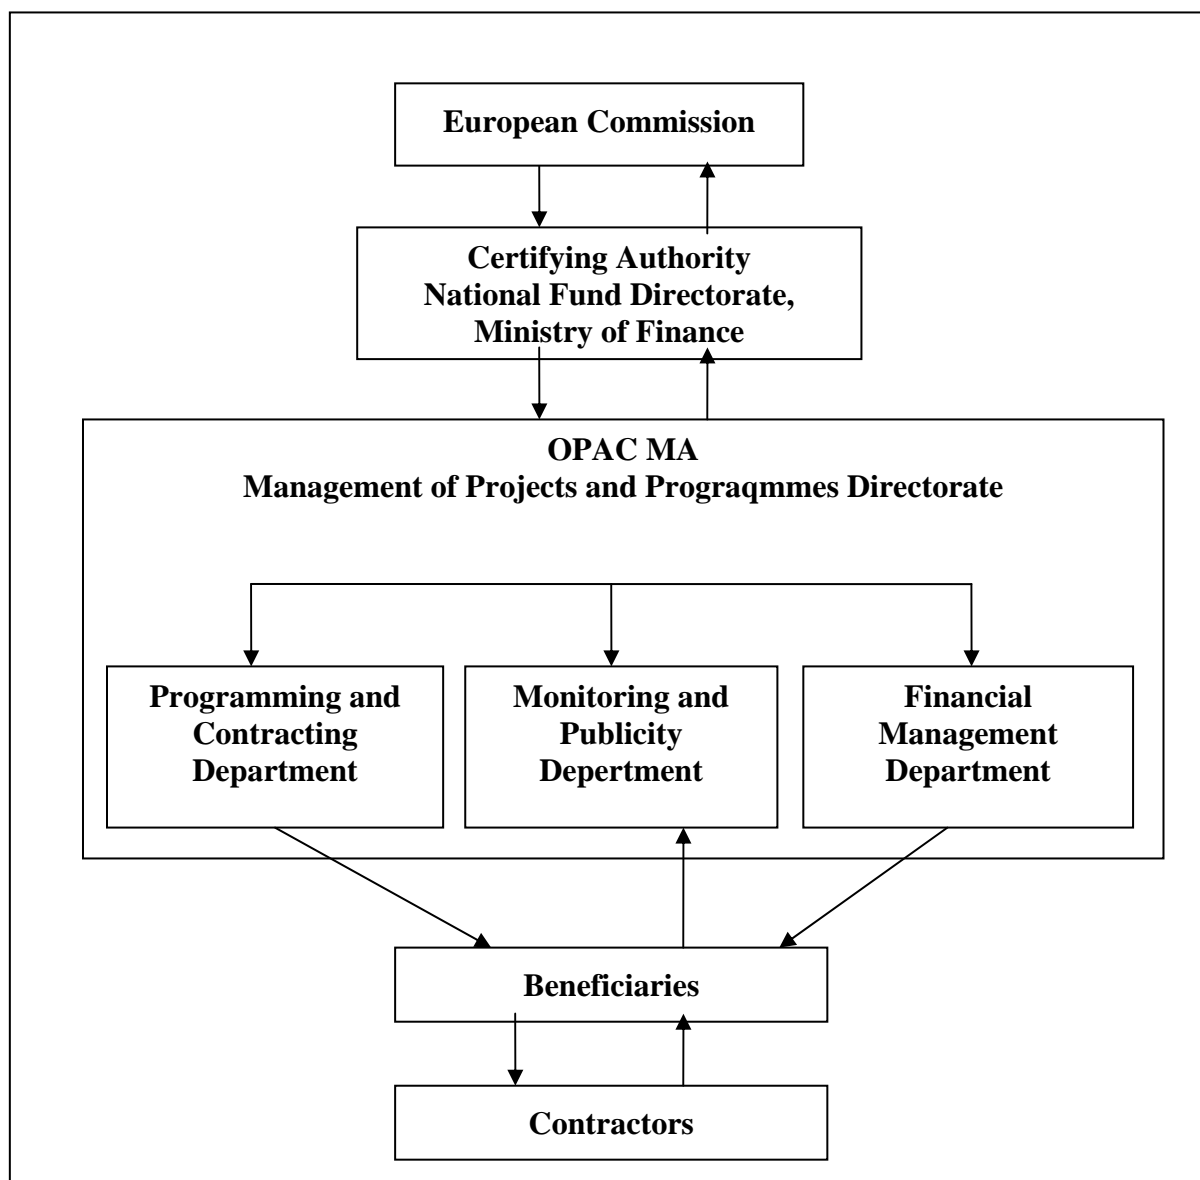 European Commission
Certifying Authority
National Fund Directorate,
Ministry of Finance
OPAC MA
Management of Projects and Prograqmmes Directorate
Programming and
Contracting
Department
Monitoring and
Publicity
Depertment
Financial
Management
Department
Beneficiaries
Contractors